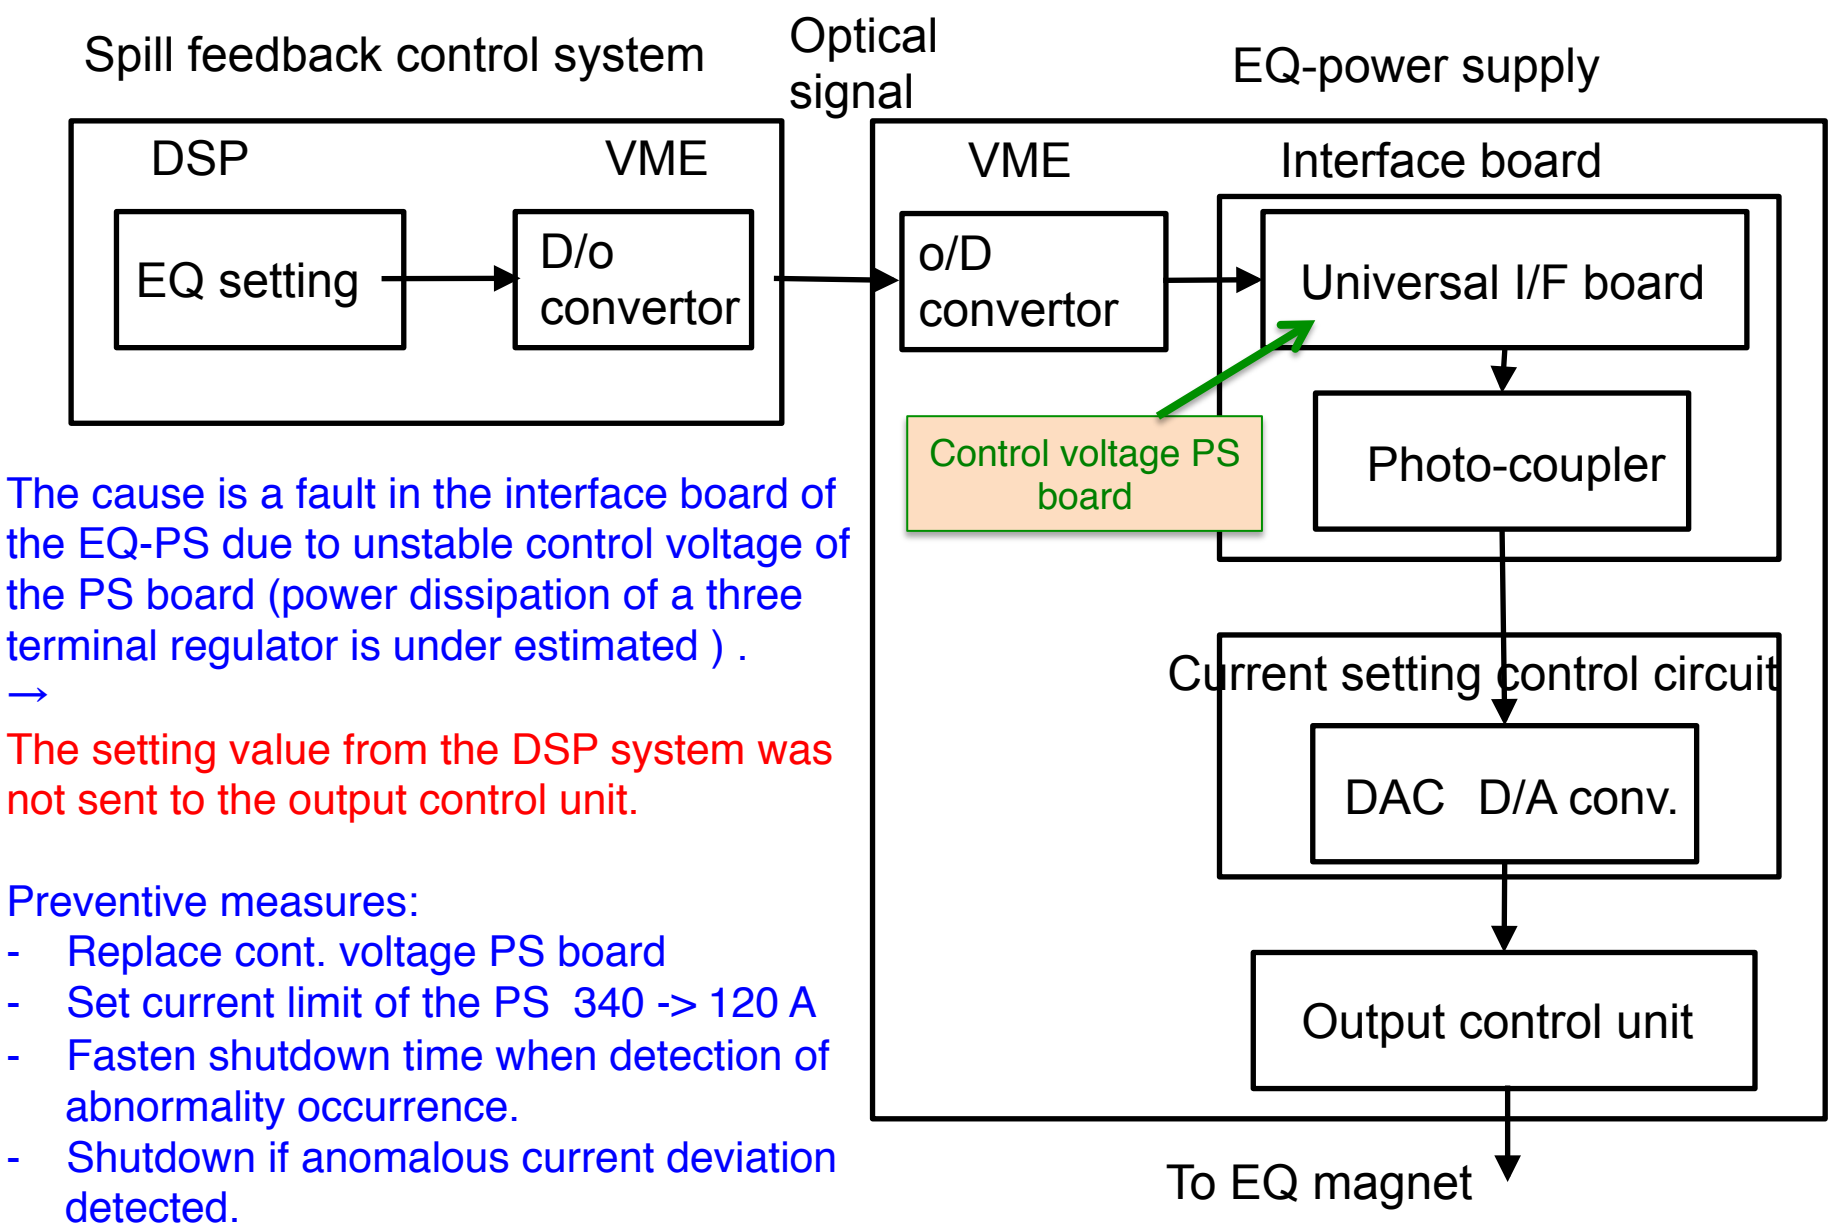 Spill feedback control system
Optical
signal
EQ-power supply
DSP
VME
EQ setting
D/o
convertor
VME
Interface board
o/D
convertor
Universal I/F board
Control voltage PS
board
Photo-coupler
Current setting control circuit
DAC D/A conv.
Output control unit
To EQ magnet
The cause is a fault in the interface board of
the EQ-PS due to unstable control voltage of
the PS board (power dissipation of a three
terminal regulator is under estimated ) .
→
The setting value from the DSP system was
not sent to the output control unit.
Preventive measures:
- Replace cont. voltage PS board
- Set current limit of the PS 340 -> 120 A
- Fasten shutdown time when detection of
abnormality occurrence.
- Shutdown if anomalous current deviation
detected.